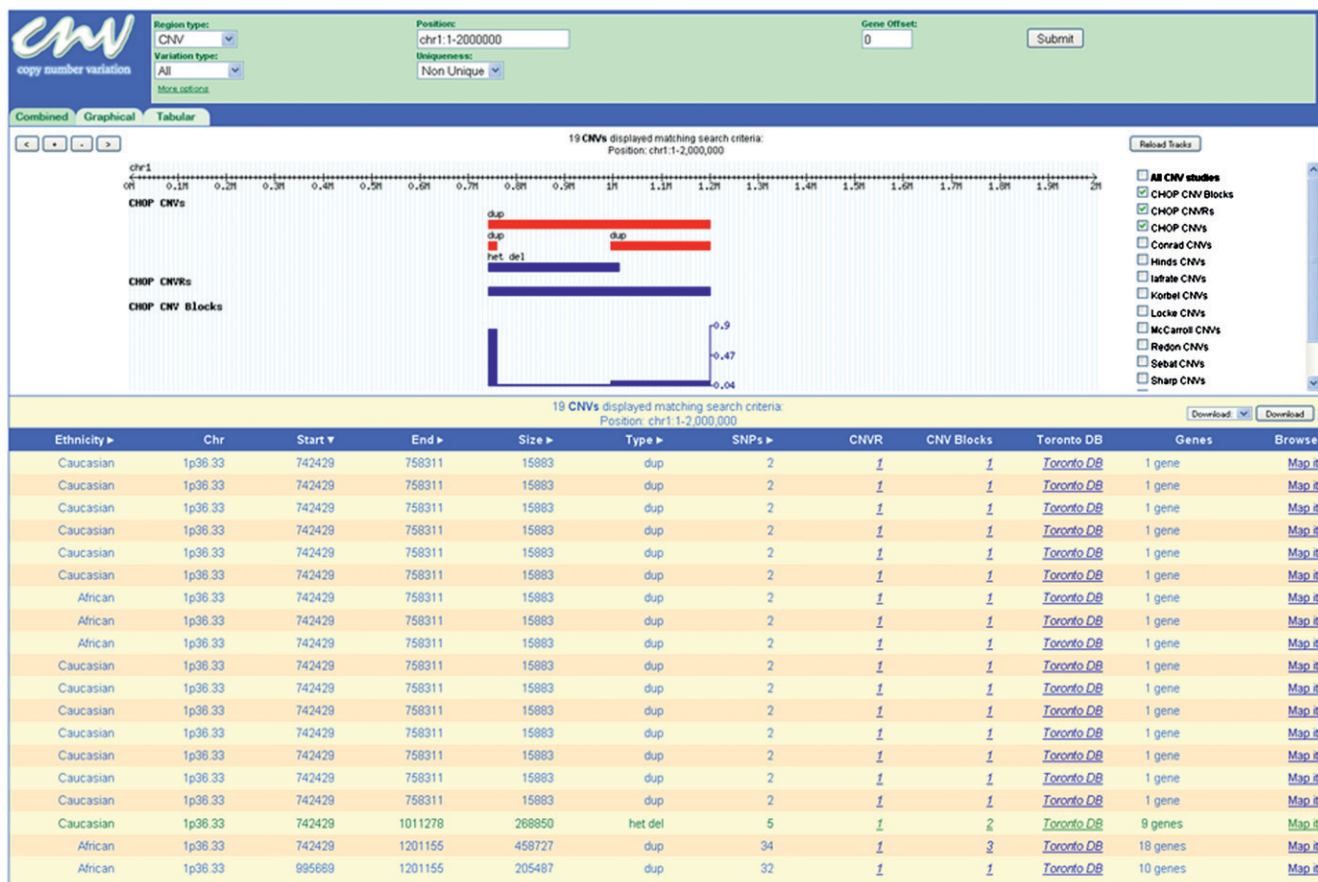 cnv
copy number variation
Region type:
CNV
Position:
chr1:1-2000000
Gene Offset:
0
Submit
Variation type:
All
Uniqueness:
Non Unique
More options
Combined Graphical Tabular
< + - >
19 CNVs displayed matching search criteria:
Position: chr1:1-2,000,000
Reload Tracks
chr1
0M 0.1M 0.2M 0.3M 0.4M 0.5M 0.6M 0.7M 0.8M 0.9M 1M 1.1M 1.2M 1.3M 1.4M 1.5M 1.6M 1.7M 1.8M 1.9M 2M
CHOP CNVs
dup
dup dup
het del
CHOP CNVRs
CHOP CNV Blocks
0.9
0.47
0.04
All CNV studies
CHOP CNV Blocks
CHOP CNVRs
CHOP CNVs
Conrad CNVs
Hinds CNVs
Iafrate CNVs
Korbel CNVs
Locke CNVs
McCarroll CNVs
Redon CNVs
Sebat CNVs
Sharp CNVs
19 CNVs displayed matching search criteria:
Position: chr1:1-2,000,000
Download: Download
Ethnicity ▸ Chr Start ▾ End ▸ Size ▸ Type ▸ SNPs ▸ CNVR CNV Blocks Toronto DB Genes Browse
Caucasian 1p36.33 742429 758311 15883 dup 2 1 1 Toronto DB 1 gene Map it
Caucasian 1p36.33 742429 758311 15883 dup 2 1 1 Toronto DB 1 gene Map it
Caucasian 1p36.33 742429 758311 15883 dup 2 1 1 Toronto DB 1 gene Map it
Caucasian 1p36.33 742429 758311 15883 dup 2 1 1 Toronto DB 1 gene Map it
Caucasian 1p36.33 742429 758311 15883 dup 2 1 1 Toronto DB 1 gene Map it
Caucasian 1p36.33 742429 758311 15883 dup 2 1 1 Toronto DB 1 gene Map it
African 1p36.33 742429 758311 15883 dup 2 1 1 Toronto DB 1 gene Map it
African 1p36.33 742429 758311 15883 dup 2 1 1 Toronto DB 1 gene Map it
African 1p36.33 742429 758311 15883 dup 2 1 1 Toronto DB 1 gene Map it
Caucasian 1p36.33 742429 758311 15883 dup 2 1 1 Toronto DB 1 gene Map it
Caucasian 1p36.33 742429 758311 15883 dup 2 1 1 Toronto DB 1 gene Map it
Caucasian 1p36.33 742429 758311 15883 dup 2 1 1 Toronto DB 1 gene Map it
Caucasian 1p36.33 742429 758311 15883 dup 2 1 1 Toronto DB 1 gene Map it
Caucasian 1p36.33 742429 758311 15883 dup 2 1 1 Toronto DB 1 gene Map it
Caucasian 1p36.33 742429 758311 15883 dup 2 1 1 Toronto DB 1 gene Map it
Caucasian 1p36.33 742429 758311 15883 dup 2 1 1 Toronto DB 1 gene Map it
Caucasian 1p36.33 742429 1011278 268850 het del 5 1 2 Toronto DB 9 genes Map it
African 1p36.33 742429 1201155 458727 dup 34 1 3 Toronto DB 18 genes Map it
African 1p36.33 995669 1201155 205487 dup 32 1 2 Toronto DB 10 genes Map it